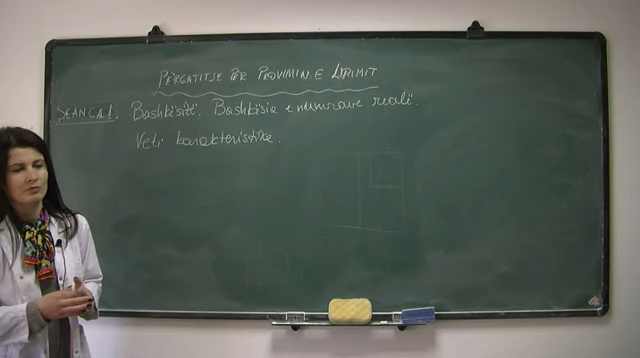 PËRGATITJE PËR PROVIMIN E LIRIMIT
SEANCA 1. Bashkësitë. Bashkësia e numrave realë.
Veti karakteristike.